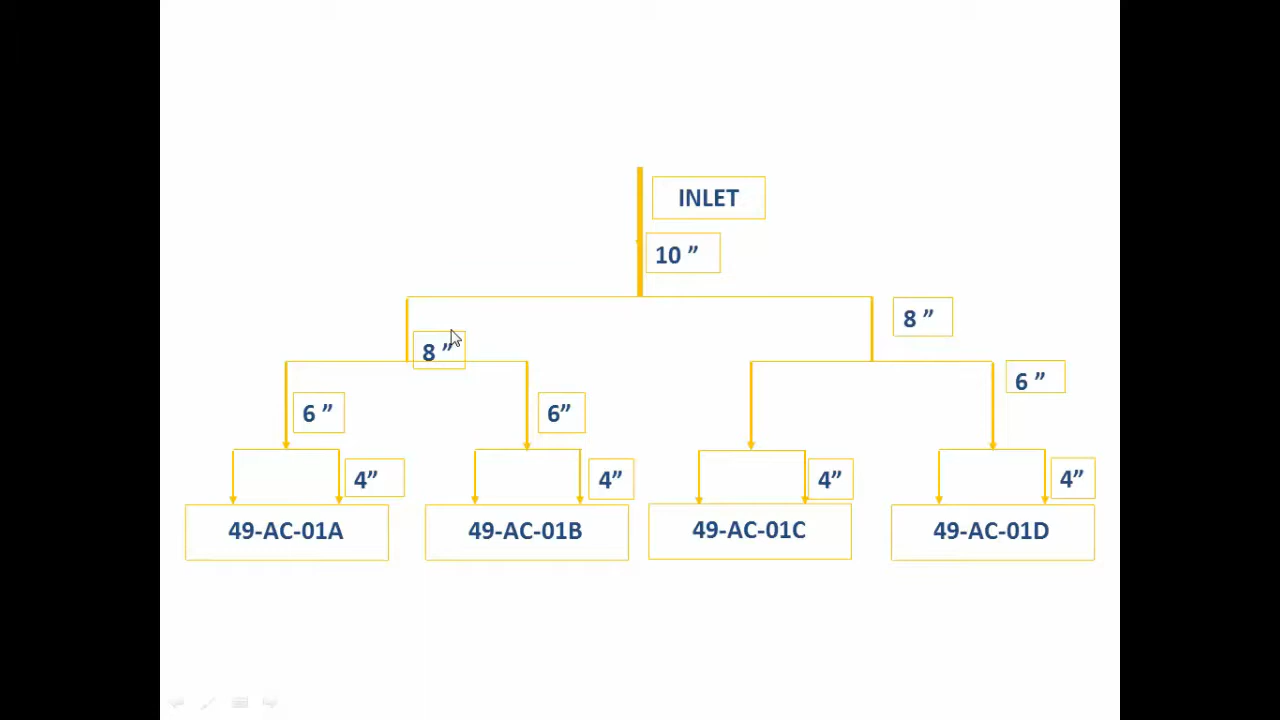 INLET
10 ”
8 ”
8 ”
6 ”
6 ”
6”
4”
4”
4”
4”
49-AC-01A
49-AC-01B
49-AC-01C
49-AC-01D